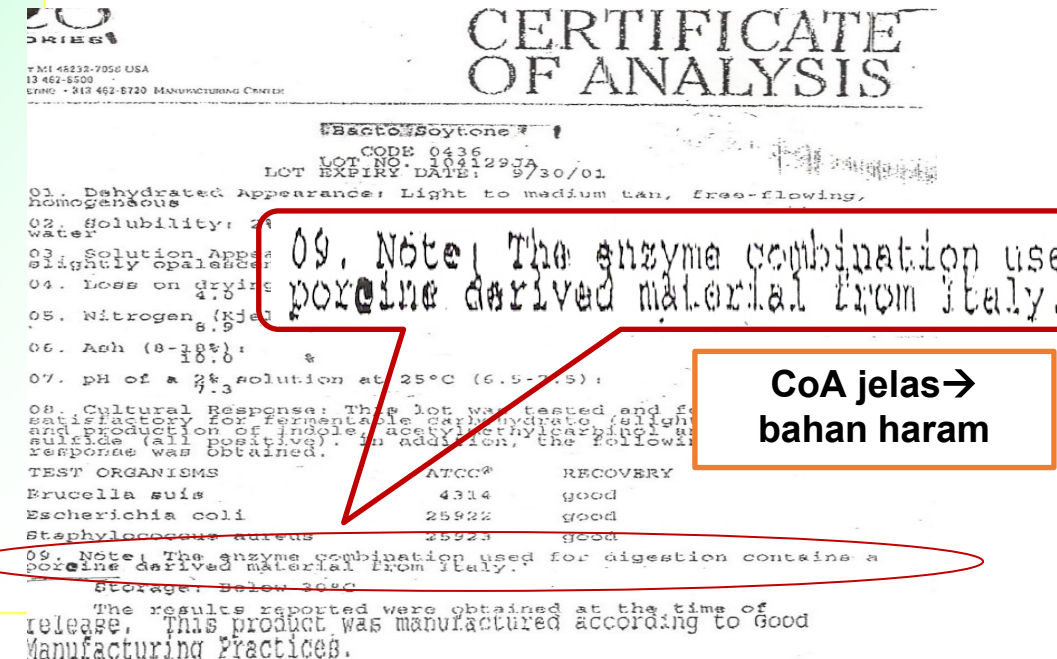 CERTIFICATE
OF ANALYSIS
MI 48232-7058 USA
13 462-8500
313 462-8720 MANUFACTURING CENTER
Bacto Soytone
CODE 0436
LOT NO. 104129JA
LOT EXPIRY DATE: 9/30/01
01. Dehydrated Appearance: Light to medium tan, free-flowing,
homogeneous
02. Solubility:
water
03. Solution Appea
slightly opalescen
04. Loss on drying
4.0
05. Nitrogen (Kjel
8.9
06. Ash (8-18%):
10.0 %
07. pH of a 2% solution at 25°C (6.5-7.5):
7.3
08. Cultural Response: This lot was tested and fo
satisfactory for fermentable carbohydrate (slight
and production of indole, acetylmethylcarbinol an
sulfide (all positive). In addition, the followin
response was obtained.
TEST ORGANISMS ATCC® RECOVERY
Brucella suis 4314 good
Escherichia coli 25922 good
Staphylococcus aureus 25923 good
09. Note: The enzyme combination used for digestion contains a
porcine derived material from Italy.
Storage: Below 30°C
The results reported were obtained at the time of
release. This product was manufactured according to Good
Manufacturing Practices.
09. Note: The enzyme combination use
porcine derived material from Italy.
CoA jelas→
bahan haram